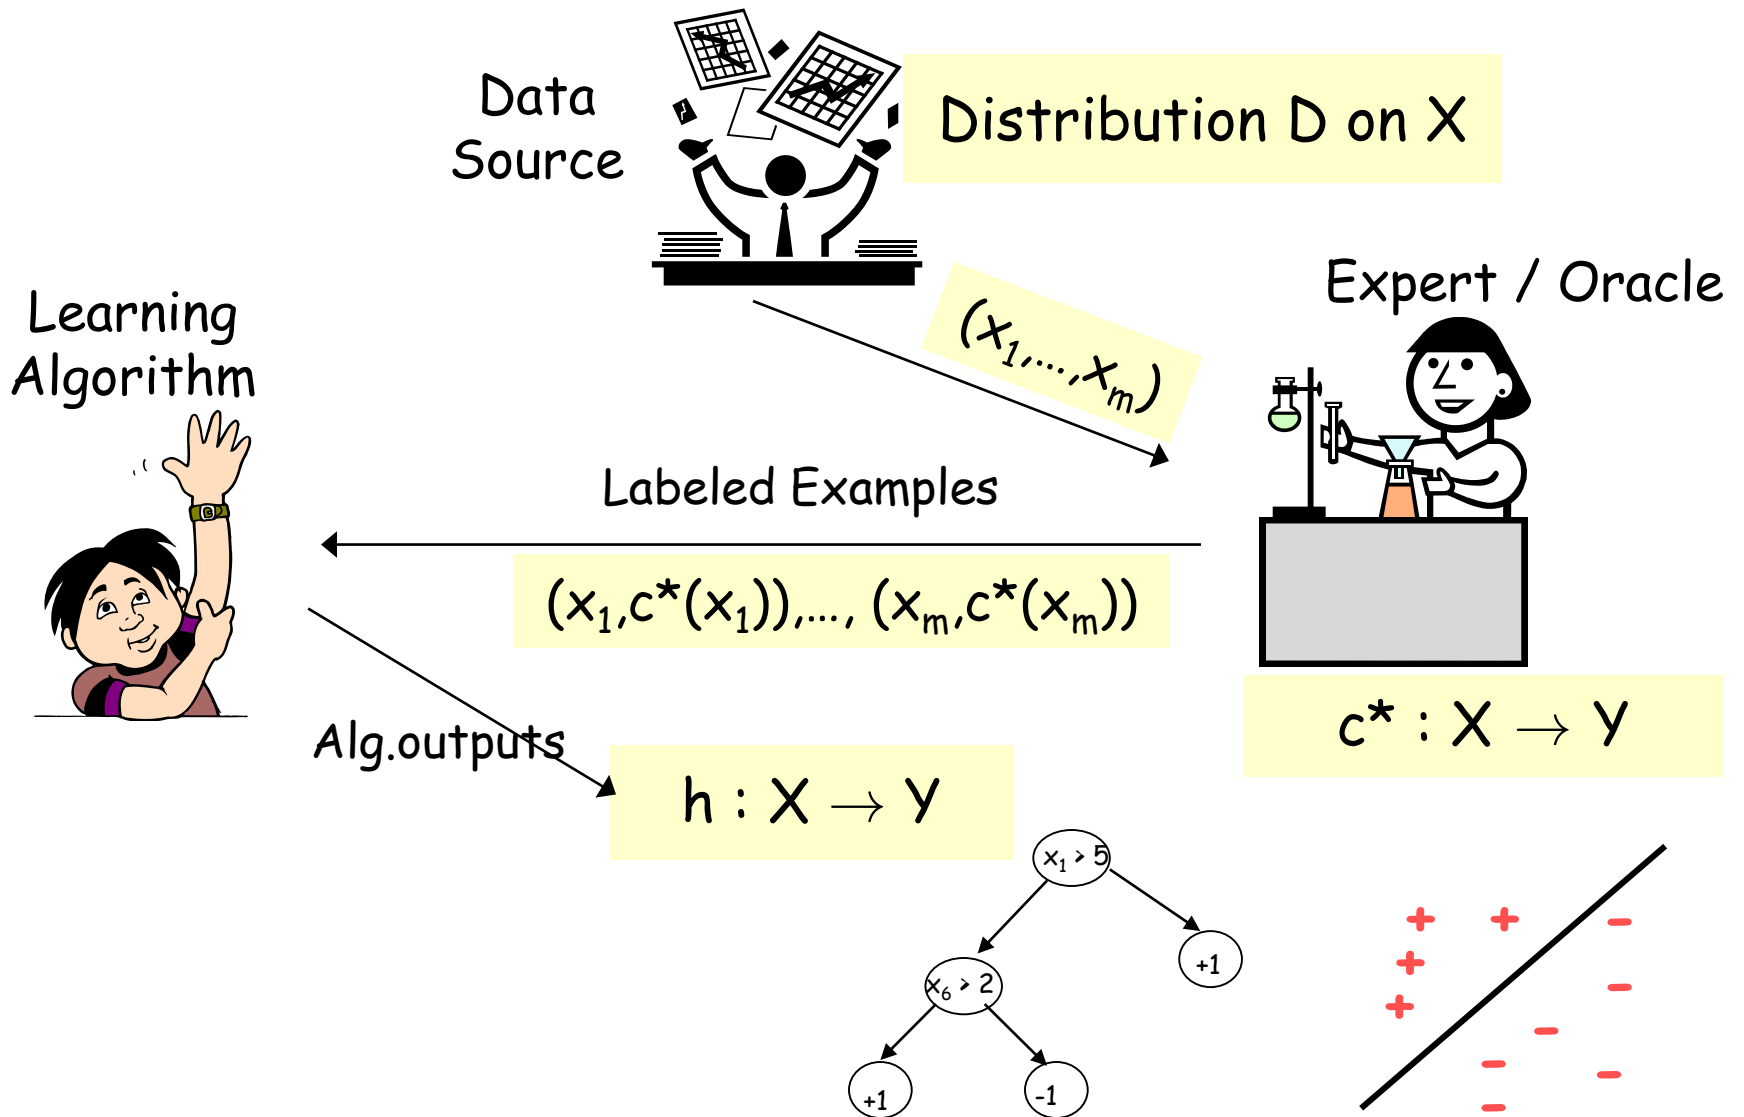 Data
Source
Distribution D on X
Expert / Oracle
Learning
Algorithm
(x₁,...,xₘ)
Labeled Examples
(x₁,c*(x₁)),..., (xₘ,c*(xₘ))
c* : X → Y
Alg.outputs
h : X → Y
x₁ > 5
+1
x₆ > 2
+1
-1
+ + -
+
-
+
-
-
-
-